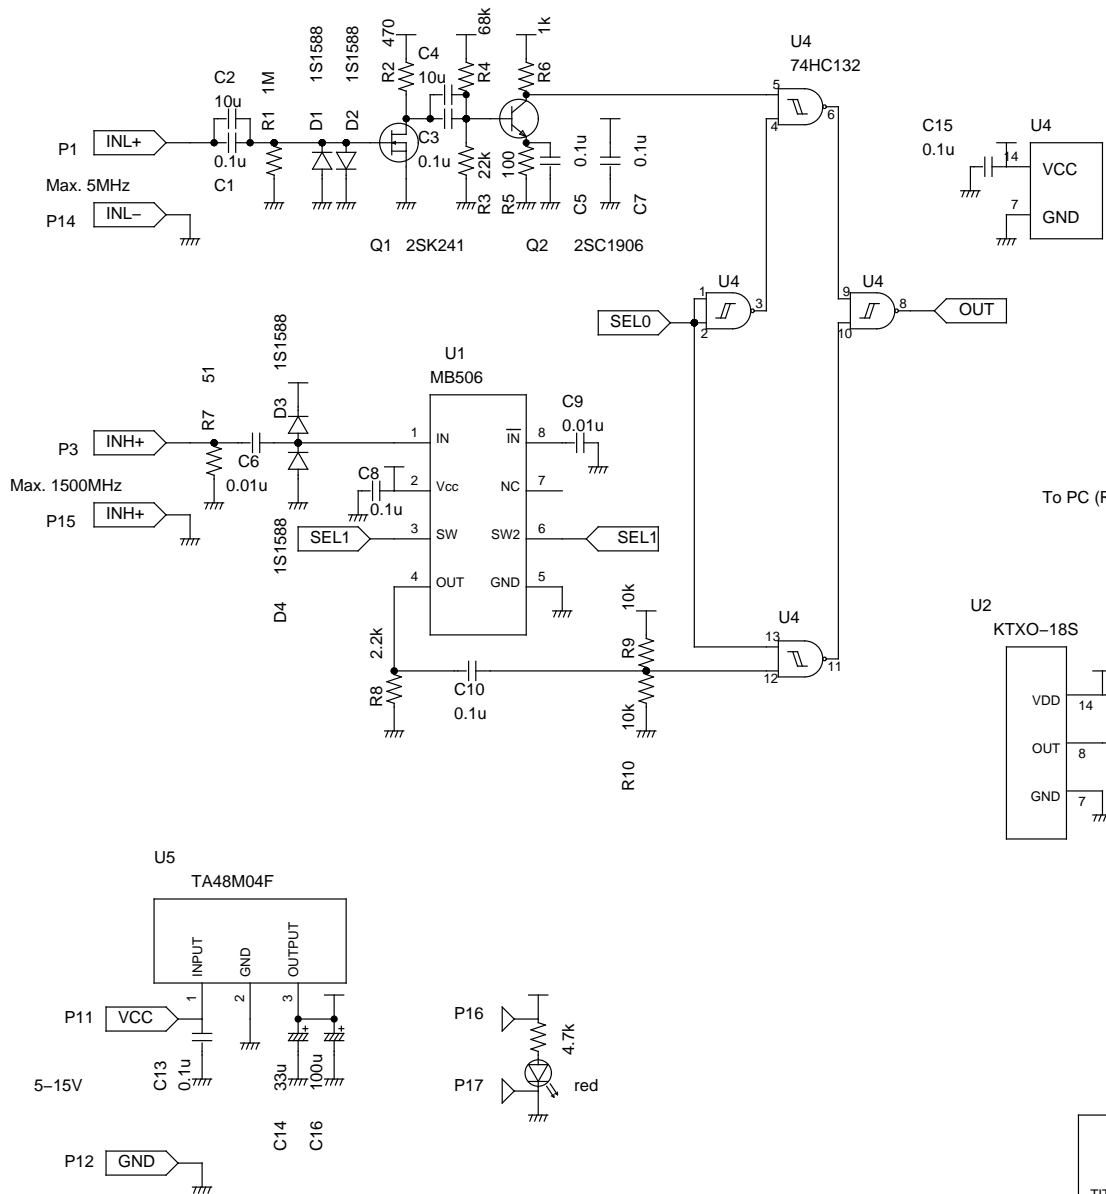 470
68k
1k
U4
74HC132
1S1588
1S1588
R2
C4
10u
R4
R6
C2
10u
1M
R1
D1
D2
5
6
4
P1
INL+
0.1u
C1
C3
0.1u
22k
R3
100
R5
0.1u
C5
0.1u
C7
C15
0.1u
U4
14
VCC
7
GND
Max. 5MHz
P14
INL−
Q1 2SK241
Q2 2SC1906
U4
1
2
3
U4
9
10
8
OUT
SEL0
1S1588
D3
U1
MB506
51
R7
C9
0.01u
P3
INH+
C6
0.01u
1
IN
IN
8
Max. 1500MHz
C8
0.1u
2
Vcc
NC
7
To PC (
P15
INH+
SEL1
3
SW
SW2
6
SEL1
1S1588
D4
4
OUT
GND
5
10k
U4
13
12
11
U2
KTXO−18S
2.2k
R8
R9
C10
0.1u
10k
R10
VDD
14
OUT
8
GND
7
U5
TA48M04F
INPUT
GND
OUTPUT
1
2
3
P11
VCC
+
+
P16
4.7k
5−15V
C13
0.1u
33u
C14
100u
C16
P17
red
P12
GND